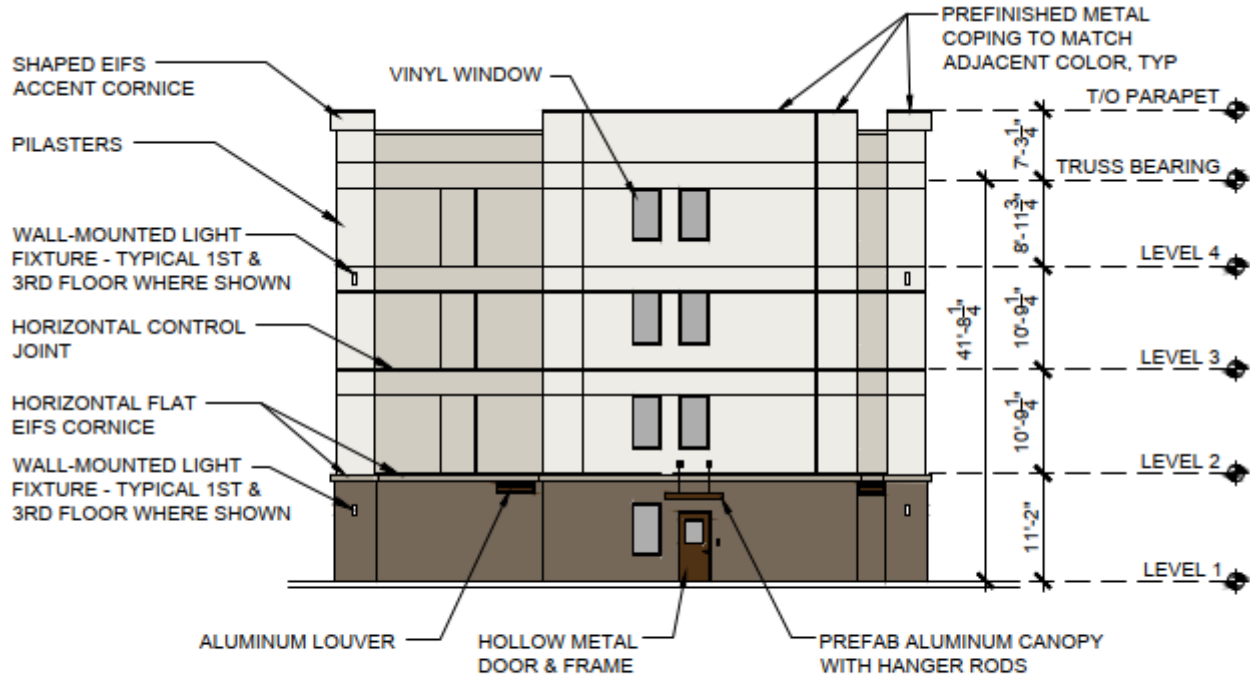 PREFINISHED METAL
COPING TO MATCH
ADJACENT COLOR, TYP
SHAPED EIFS
ACCENT CORNICE
VINYL WINDOW
T/O PARAPET
PILASTERS
7'-3 1/4"
TRUSS BEARING
WALL-MOUNTED LIGHT
FIXTURE - TYPICAL 1ST &
3RD FLOOR WHERE SHOWN
8'-11 3/4"
LEVEL 4
HORIZONTAL CONTROL
JOINT
41'-8 1/4"
10'-9 1/4"
LEVEL 3
HORIZONTAL FLAT
EIFS CORNICE
10'-9 1/4"
WALL-MOUNTED LIGHT
FIXTURE - TYPICAL 1ST &
3RD FLOOR WHERE SHOWN
LEVEL 2
11'-2"
LEVEL 1
ALUMINUM LOUVER
HOLLOW METAL
DOOR & FRAME
PREFAB ALUMINUM CANOPY
WITH HANGER RODS